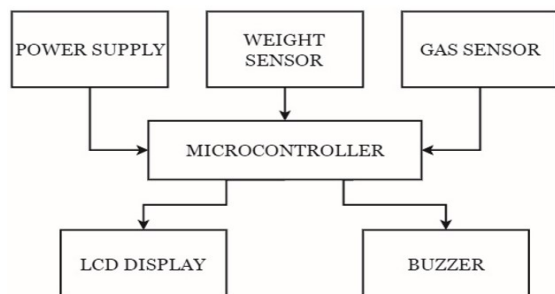 POWER SUPPLY
WEIGHT
SENSOR
GAS SENSOR
MICROCONTROLLER
LCD DISPLAY
BUZZER